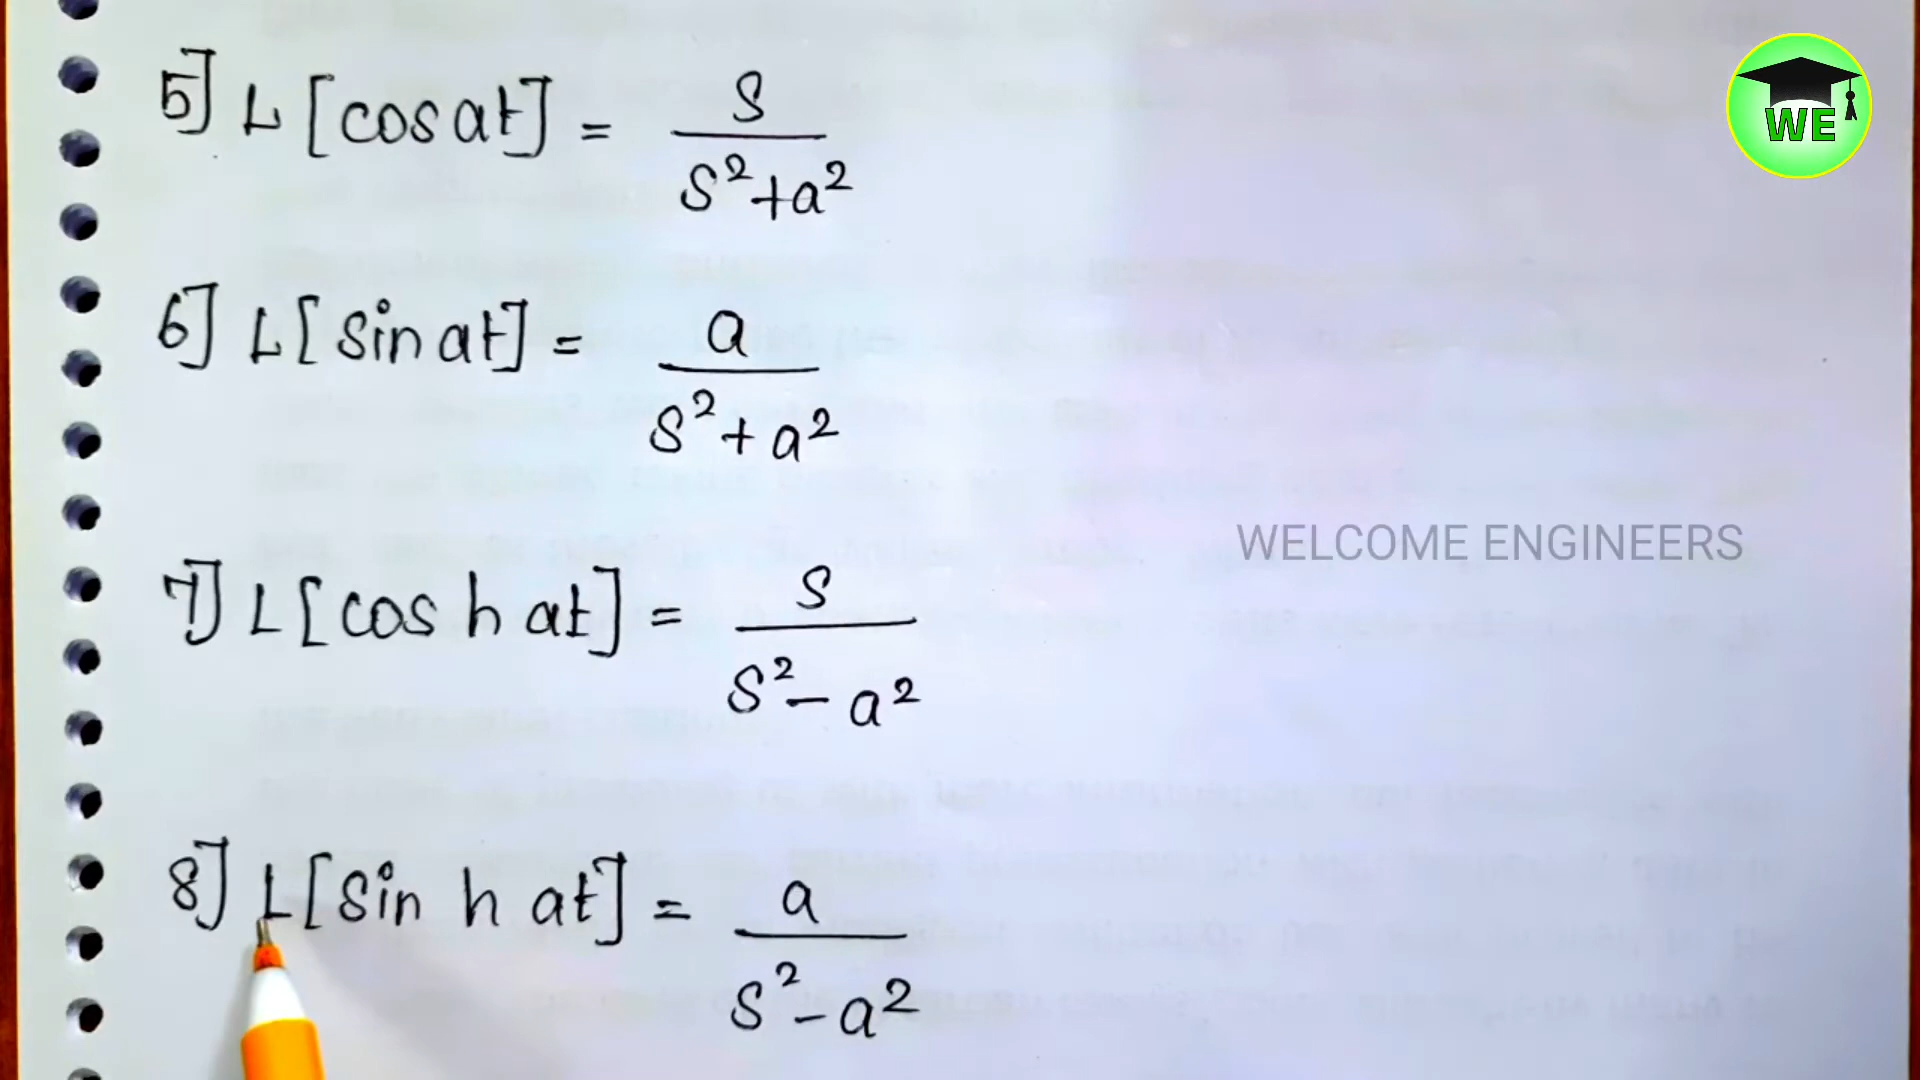 WE
5] L [cos at] = s / s²+a²
6] L[sin at] = a / s²+a²
WELCOME ENGINEERS
7] L[cos h at] = s / s²-a²
8] L[sin h at] = a / s²-a²